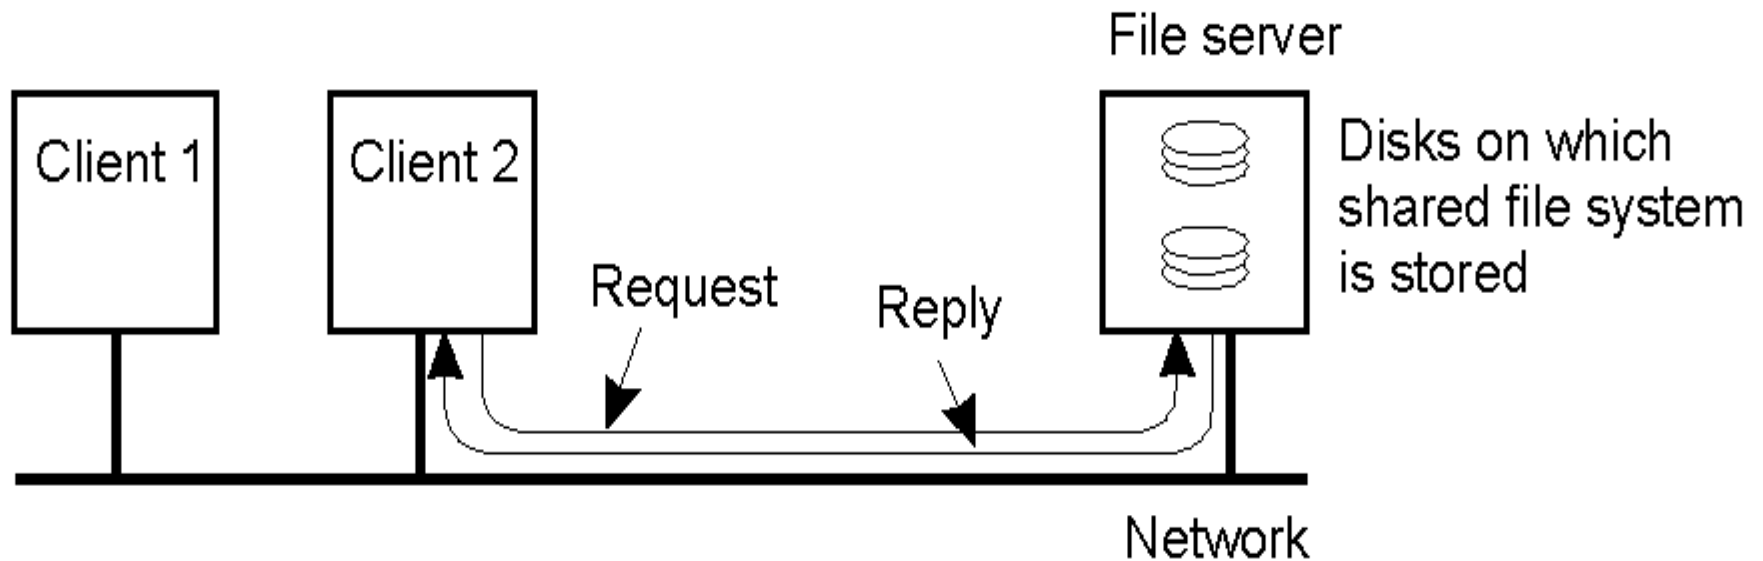 File server
Client 1
Client 2
Disks on which
shared file system
is stored
Request
Reply
Network